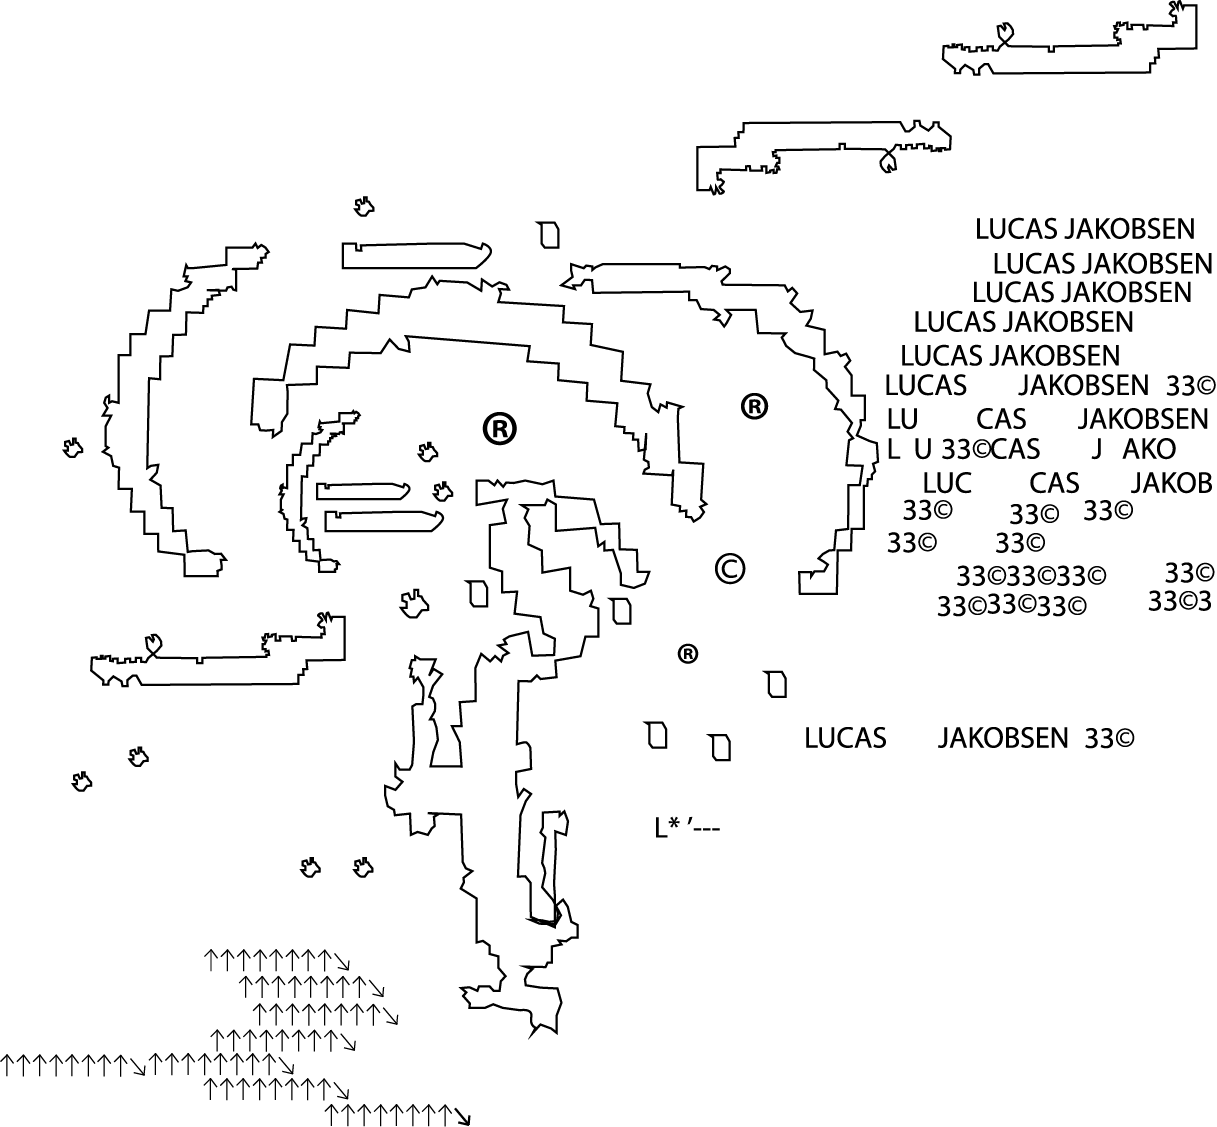 LUCAS JAKOBSEN
LUCAS JAKOBSEN
LUCAS JAKOBSEN
LUCAS JAKOBSEN
LUCAS JAKOBSEN
LUCAS JAKOBSEN 33©
®
®
LU CAS JAKOBSEN
L U 33©CAS J AKO
LUC CAS JAKOB
33© 33© 33©
33© 33©
©
33©33©33© 33©
33©33©33© 33©3
®
LUCAS JAKOBSEN 33©
L* ’---
↑↑↑↑↑↑↑↑↘
↑↑↑↑↑↑↑↑↘
↑↑↑↑↑↑↑↑↘
↑↑↑↑↑↑↑↑↘
↑↑↑↑↑↑↑↑↘↑↑↑↑↑↑↑↑↘
↑↑↑↑↑↑↑↑↘
↑↑↑↑↑↑↑↑↘